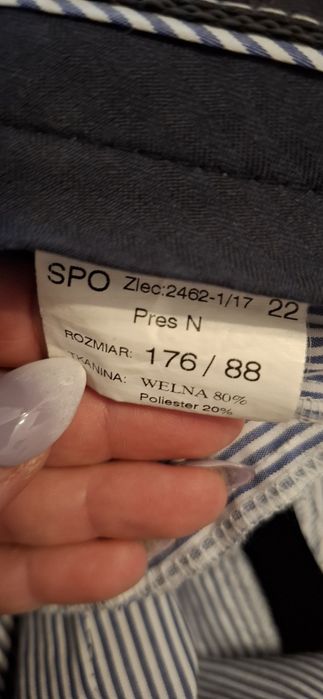 SPO Zlec:2462-1/17 22
Pres N
ROZMIAR: 176 / 88
TKANINA: WEŁNA 80%
Poliester 20%